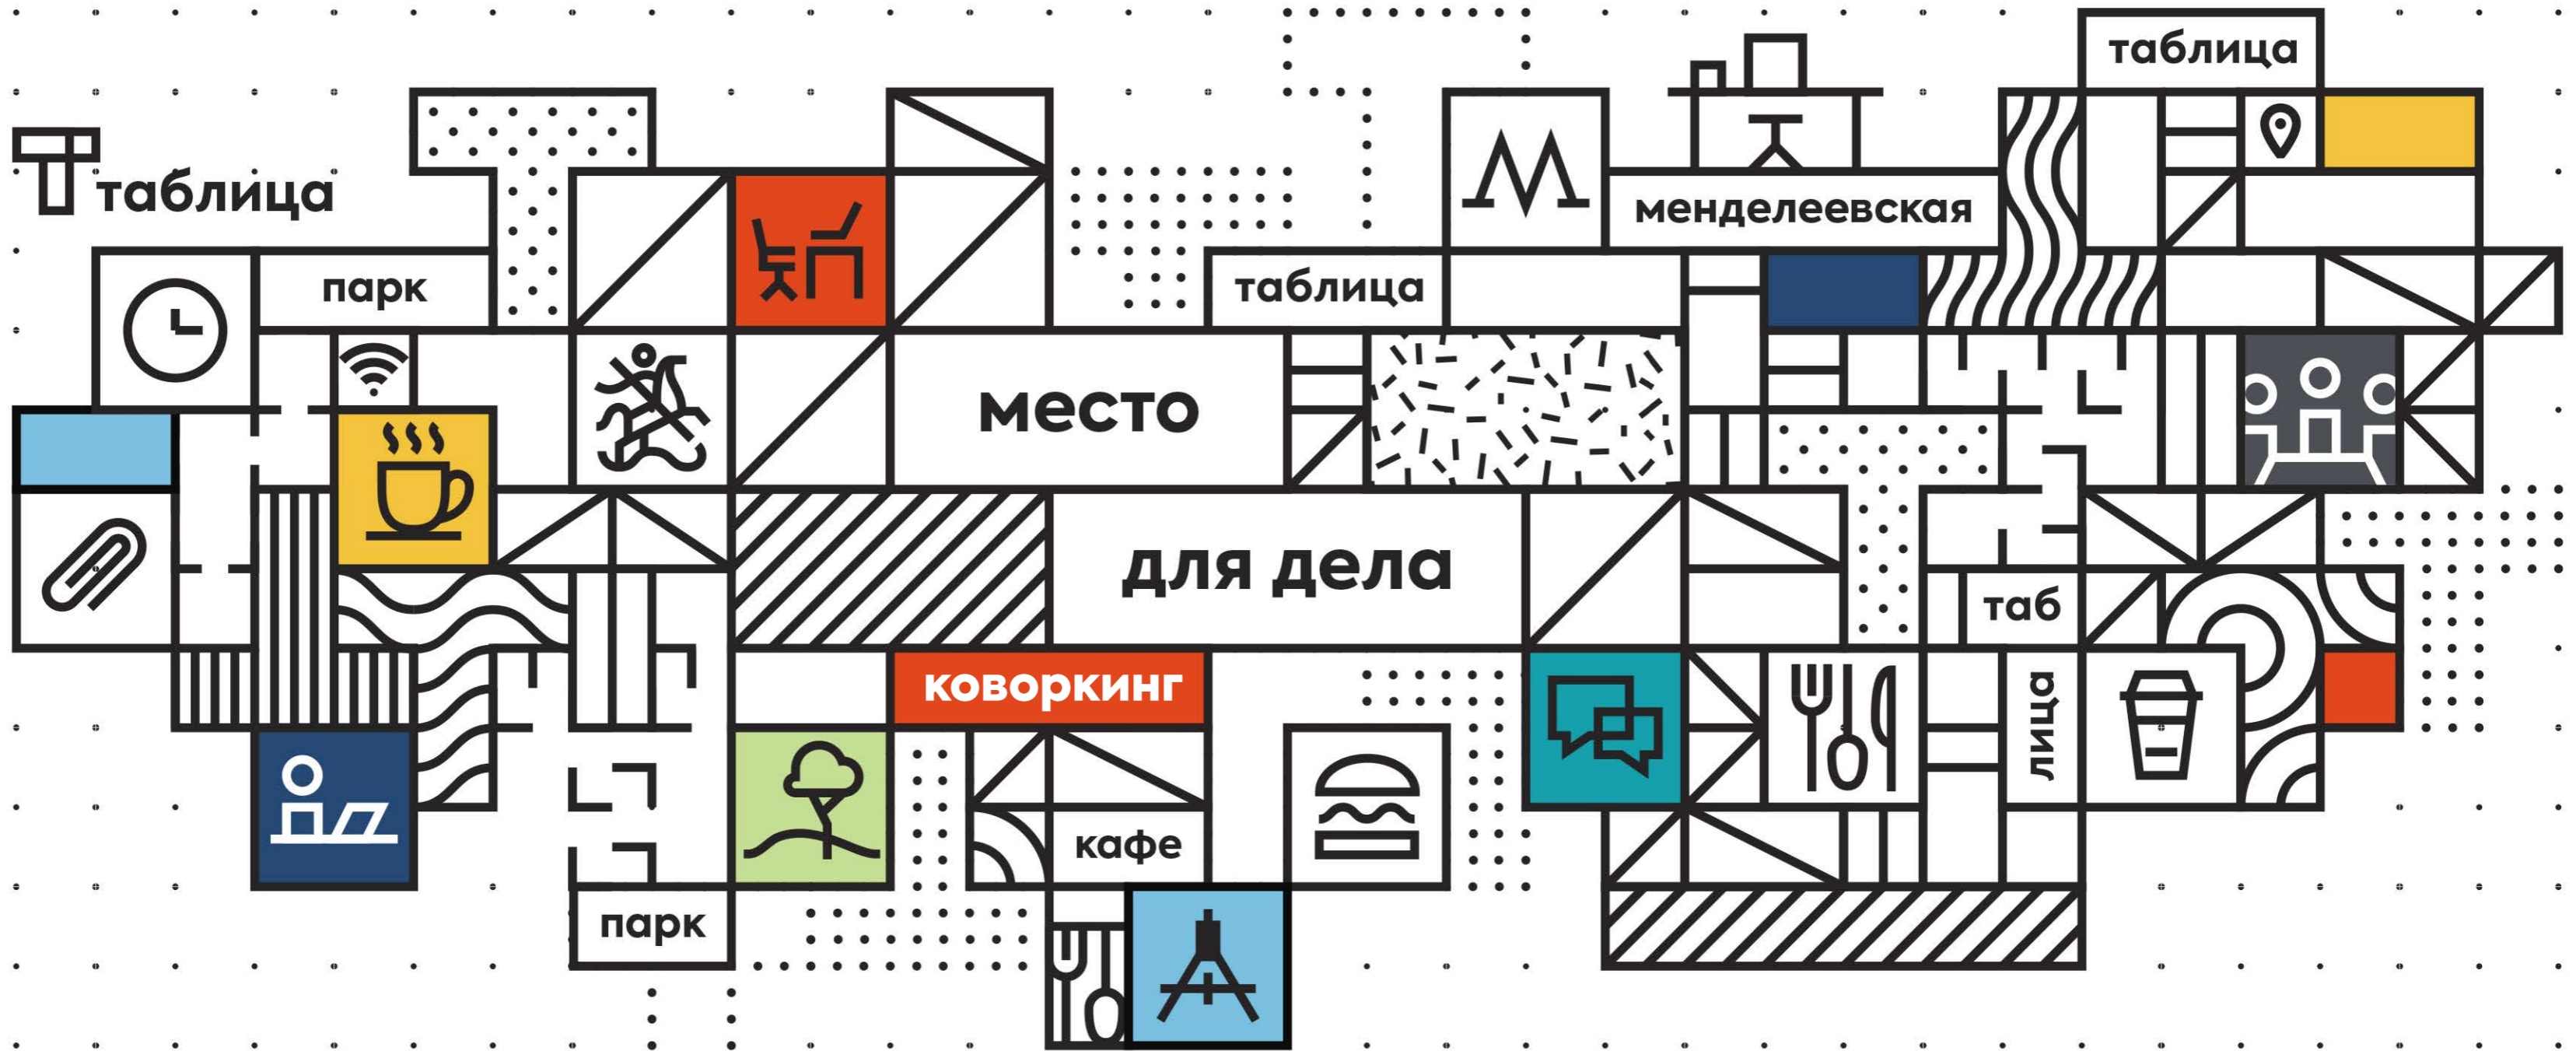 таблица
таблица
менделеевская
парк
таблица
место
для дела
таб
лица
коворкинг
кафе
парк